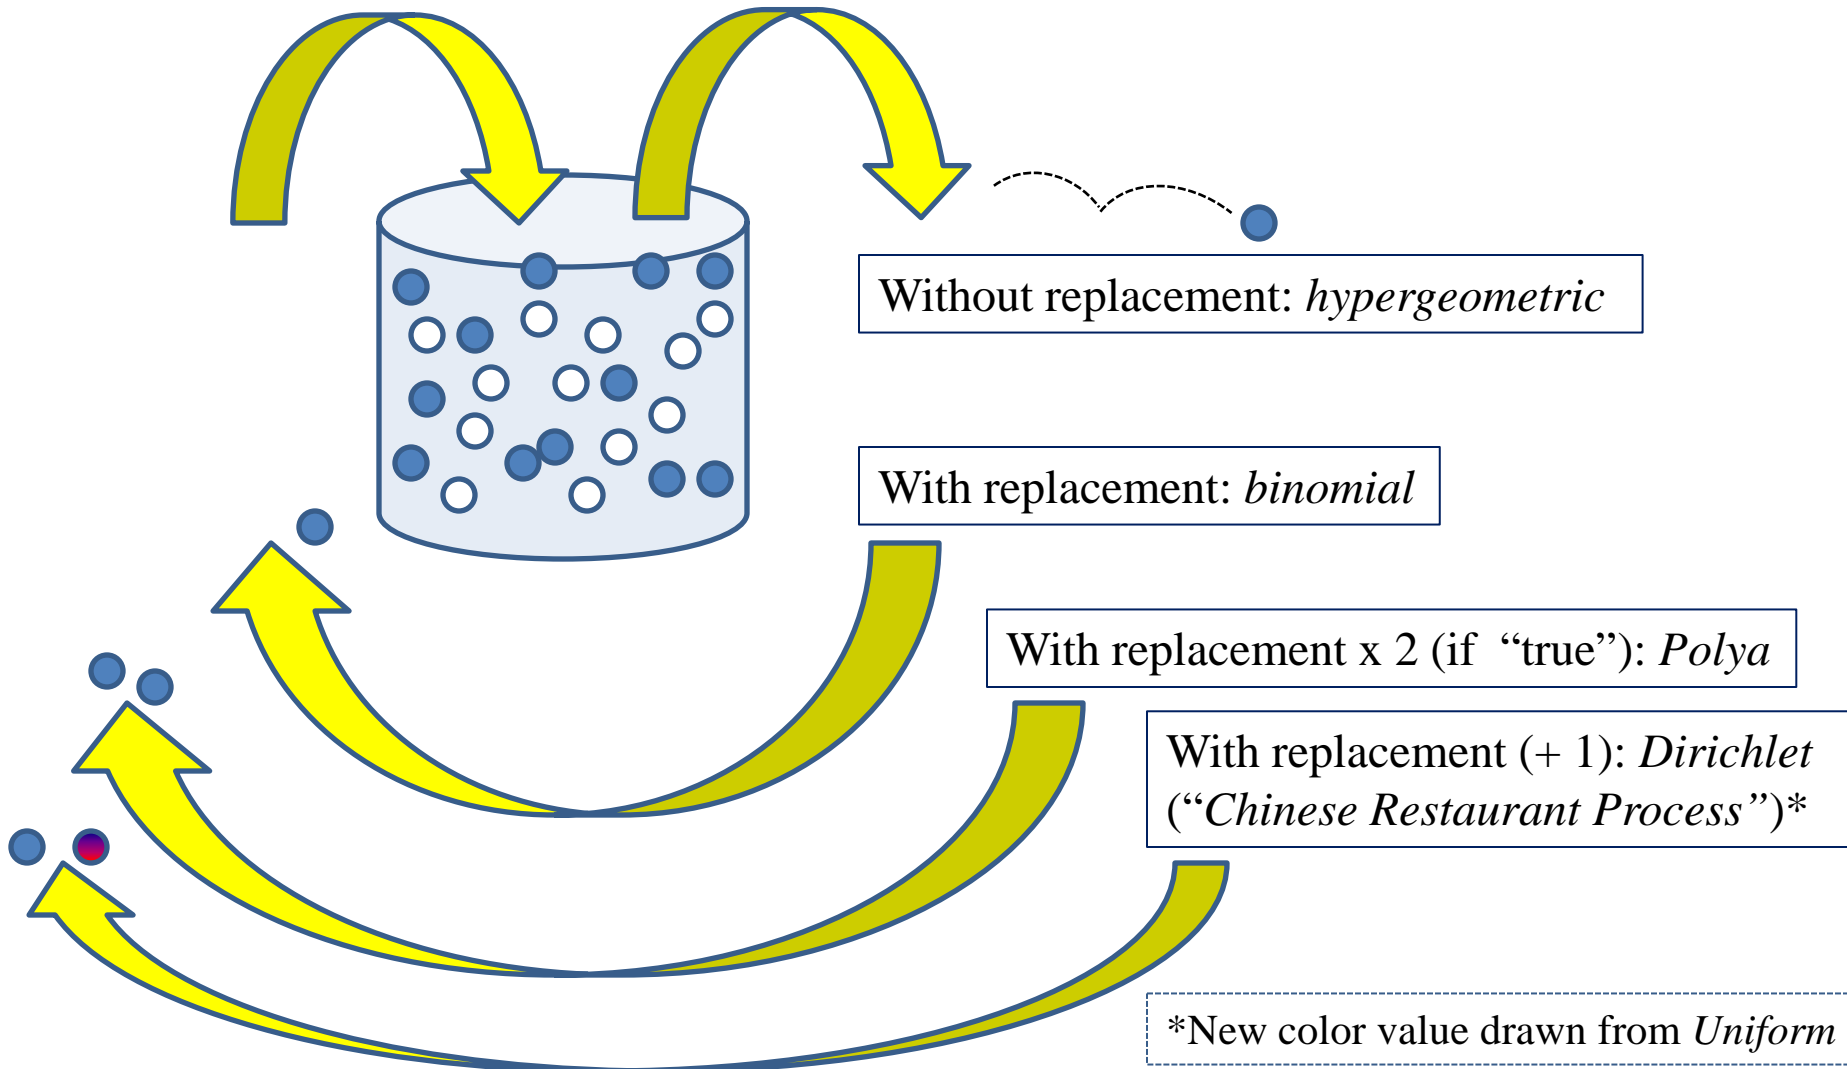 Without replacement: hypergeometric
With replacement: binomial
With replacement x 2 (if “true”): Polya
With replacement (+ 1): Dirichlet
(“Chinese Restaurant Process”)*
*New color value drawn from Uniform